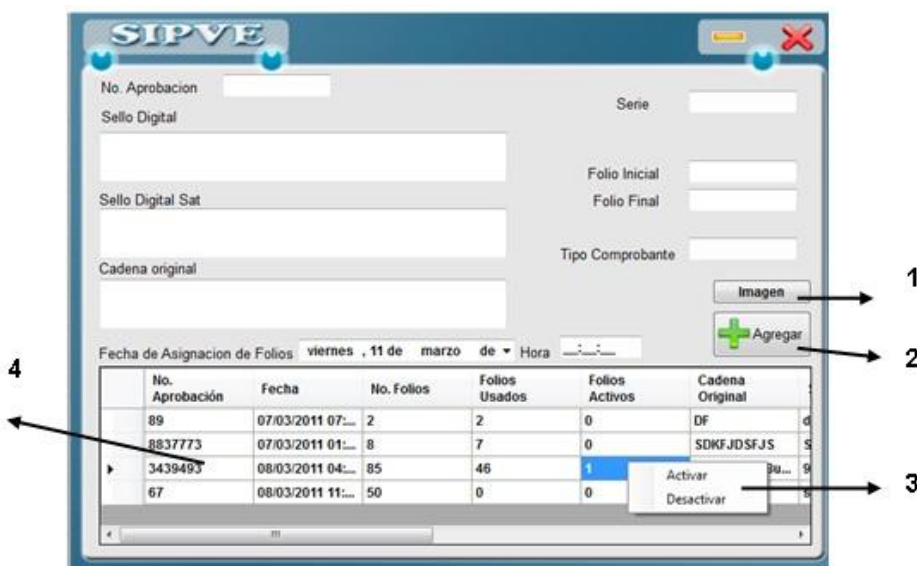 SIPVE
No. Aprobacion
Serie
Sello Digital
Folio Inicial
Sello Digital Sat
Folio Final
Tipo Comprobante
Cadena original
Imagen
1
Agregar
2
Fecha de Asignacion de Folios viernes , 11 de marzo de Hora __:__:__
4
No. Aprobación Fecha No. Folios Folios Usados Folios Activos Cadena Original
89 07/03/2011 07:... 2 2 0 DF d
8837773 07/03/2011 01:... 8 7 0 SDKFJDSFJS S
3439493 08/03/2011 04:... 85 46 1 9
67 08/03/2011 11:... 50 0 0
Activar
Desactivar
3